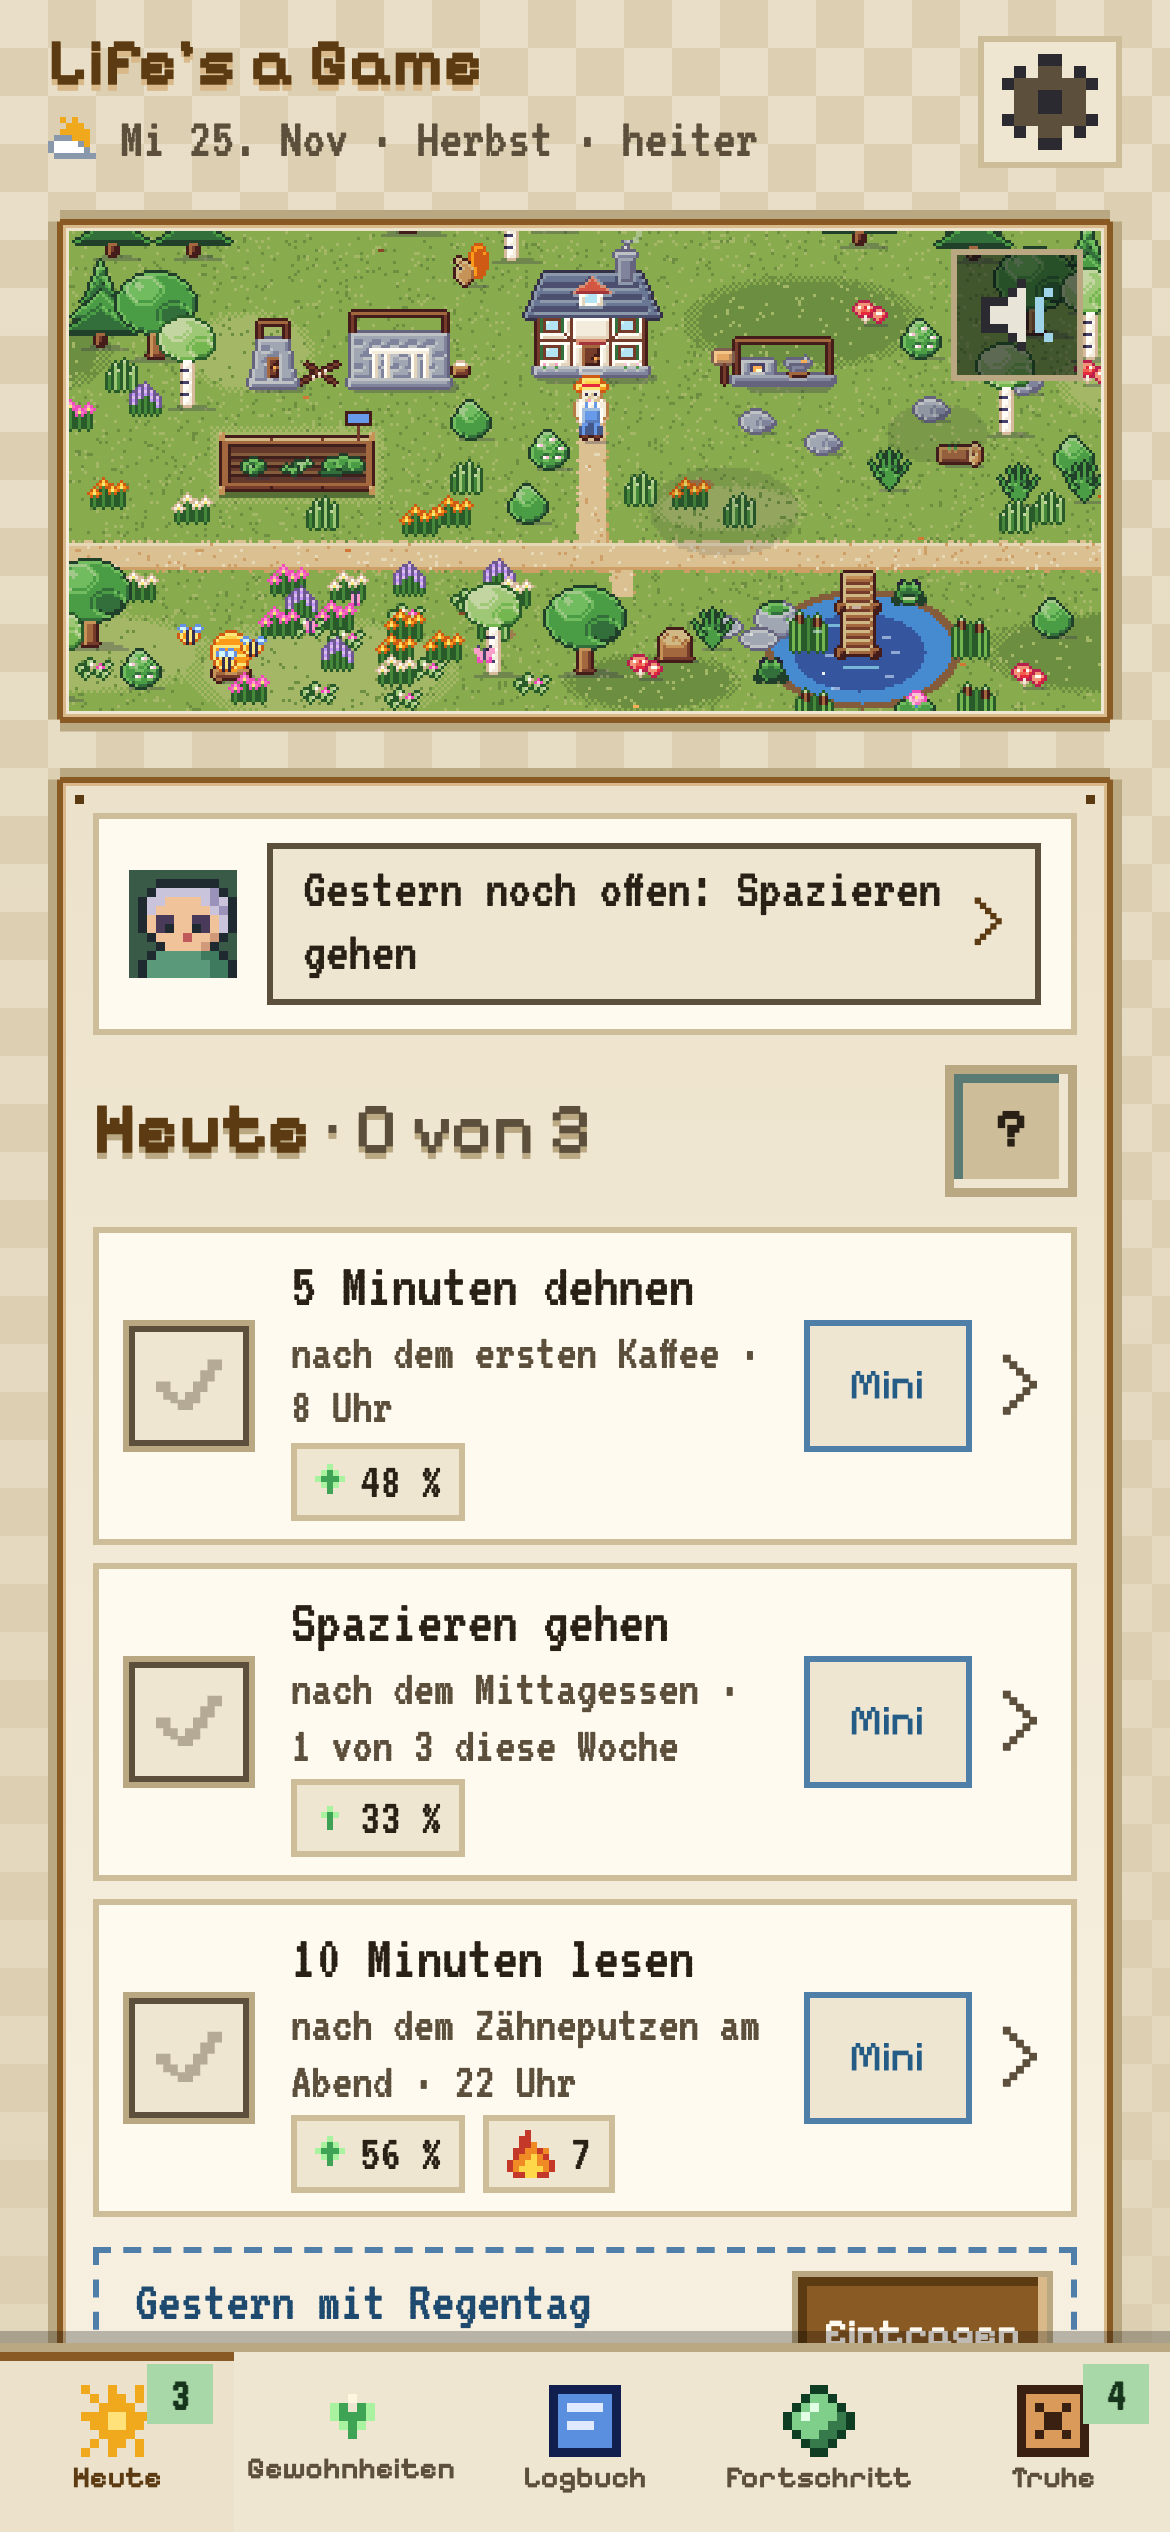 Life's a Game
Mi 25. Nov · Herbst · heiter
Gestern noch offen: Spazieren
gehen
Heute · 0 von 3
?
5 Minuten dehnen
nach dem ersten Kaffee ·
8 Uhr
Mini
48 %
Spazieren gehen
nach dem Mittagessen ·
1 von 3 diese Woche
Mini
33 %
10 Minuten lesen
nach dem Zähneputzen am
Abend · 22 Uhr
Mini
56 %
7
Gestern mit Regentag
Eintragen
3
4
Heute
Gewohnheiten
Logbuch
Fortschritt
Truhe